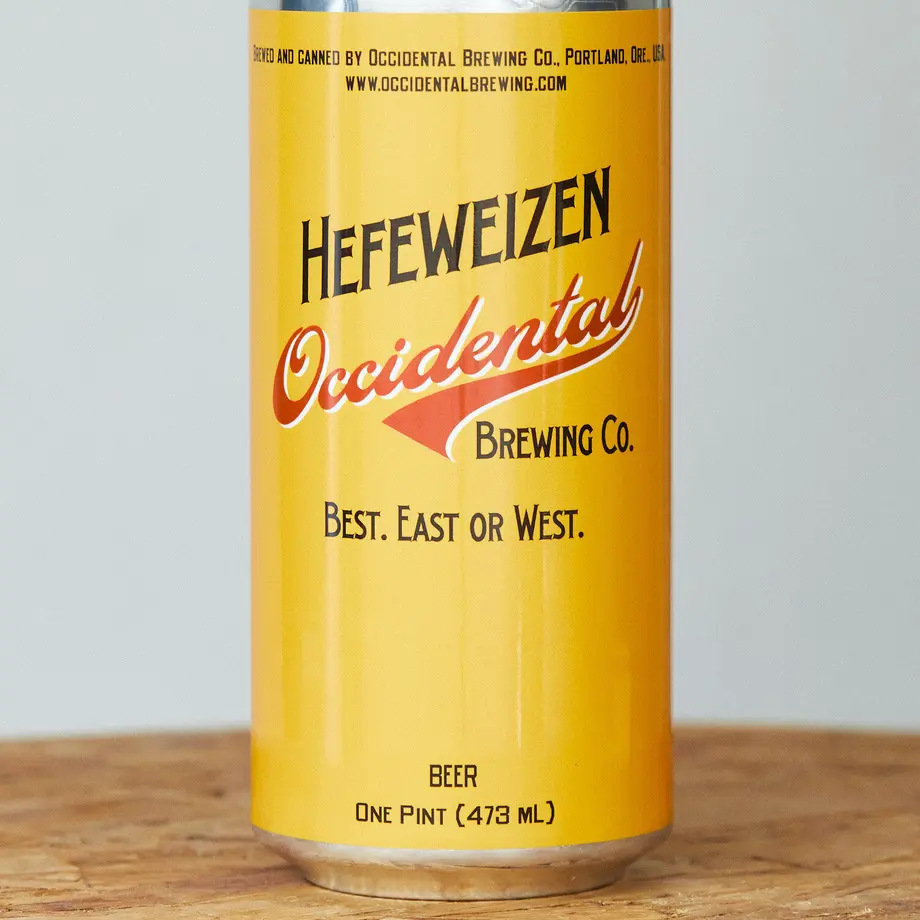 Brewed and canned by Occidental Brewing Co., Portland, Ore., USA.
www.occidentalbrewing.com
Hefeweizen
Occidental
Brewing Co.
Best. East or West.
Beer
One Pint (473 ml)